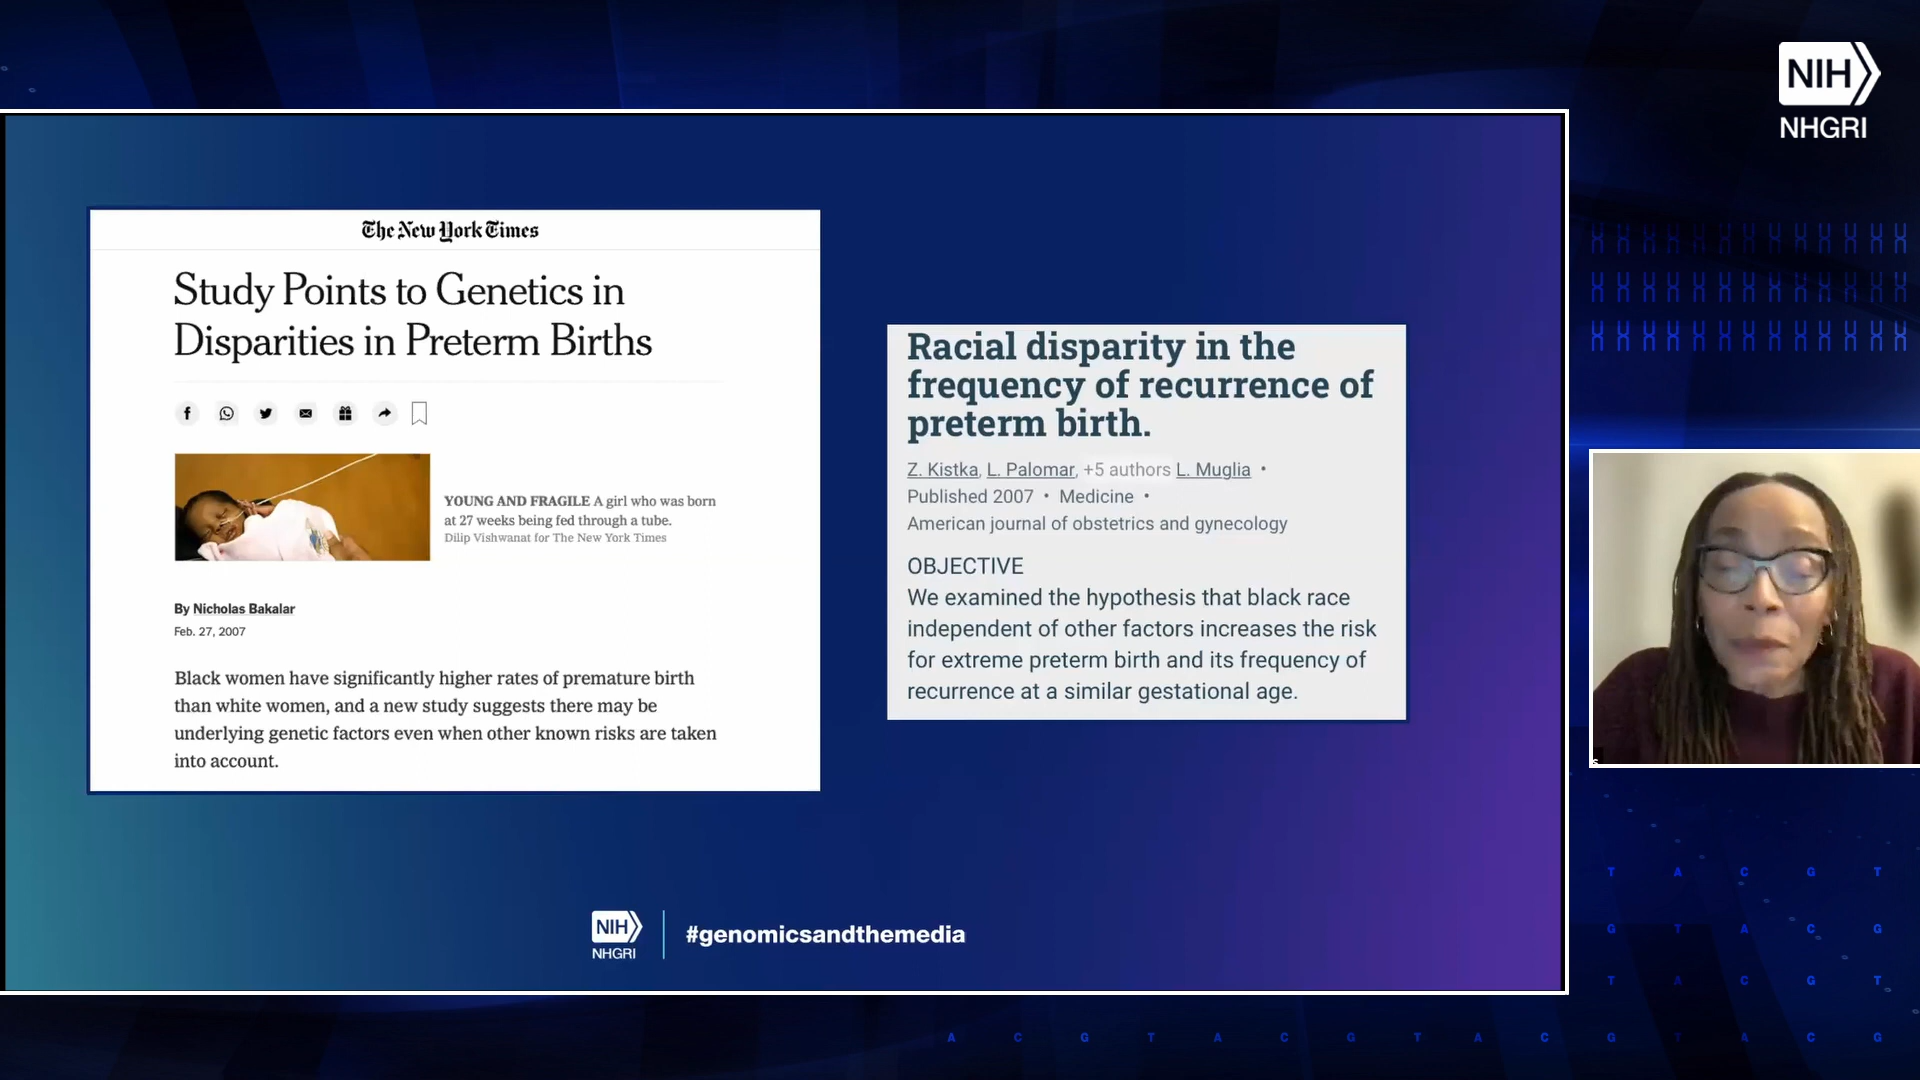 NIH
NHGRI
The New York Times
Study Points to Genetics in
Disparities in Preterm Births
YOUNG AND FRAGILE A girl who was born
at 27 weeks being fed through a tube.
Dilip Vishwanat for The New York Times
By Nicholas Bakalar
Feb. 27, 2007
Black women have significantly higher rates of premature birth
than white women, and a new study suggests there may be
underlying genetic factors even when other known risks are taken
into account.
Racial disparity in the
frequency of recurrence of
preterm birth.
Z. Kistka, L. Palomar, +5 authors L. Muglia •
Published 2007 • Medicine •
American journal of obstetrics and gynecology
OBJECTIVE
We examined the hypothesis that black race
independent of other factors increases the risk
for extreme preterm birth and its frequency of
recurrence at a similar gestational age.
NIH
NHGRI
#genomicsandthemedia
s
T A C G T
G T A C G
T A C G T
A C G T A C G T A C G T A C G